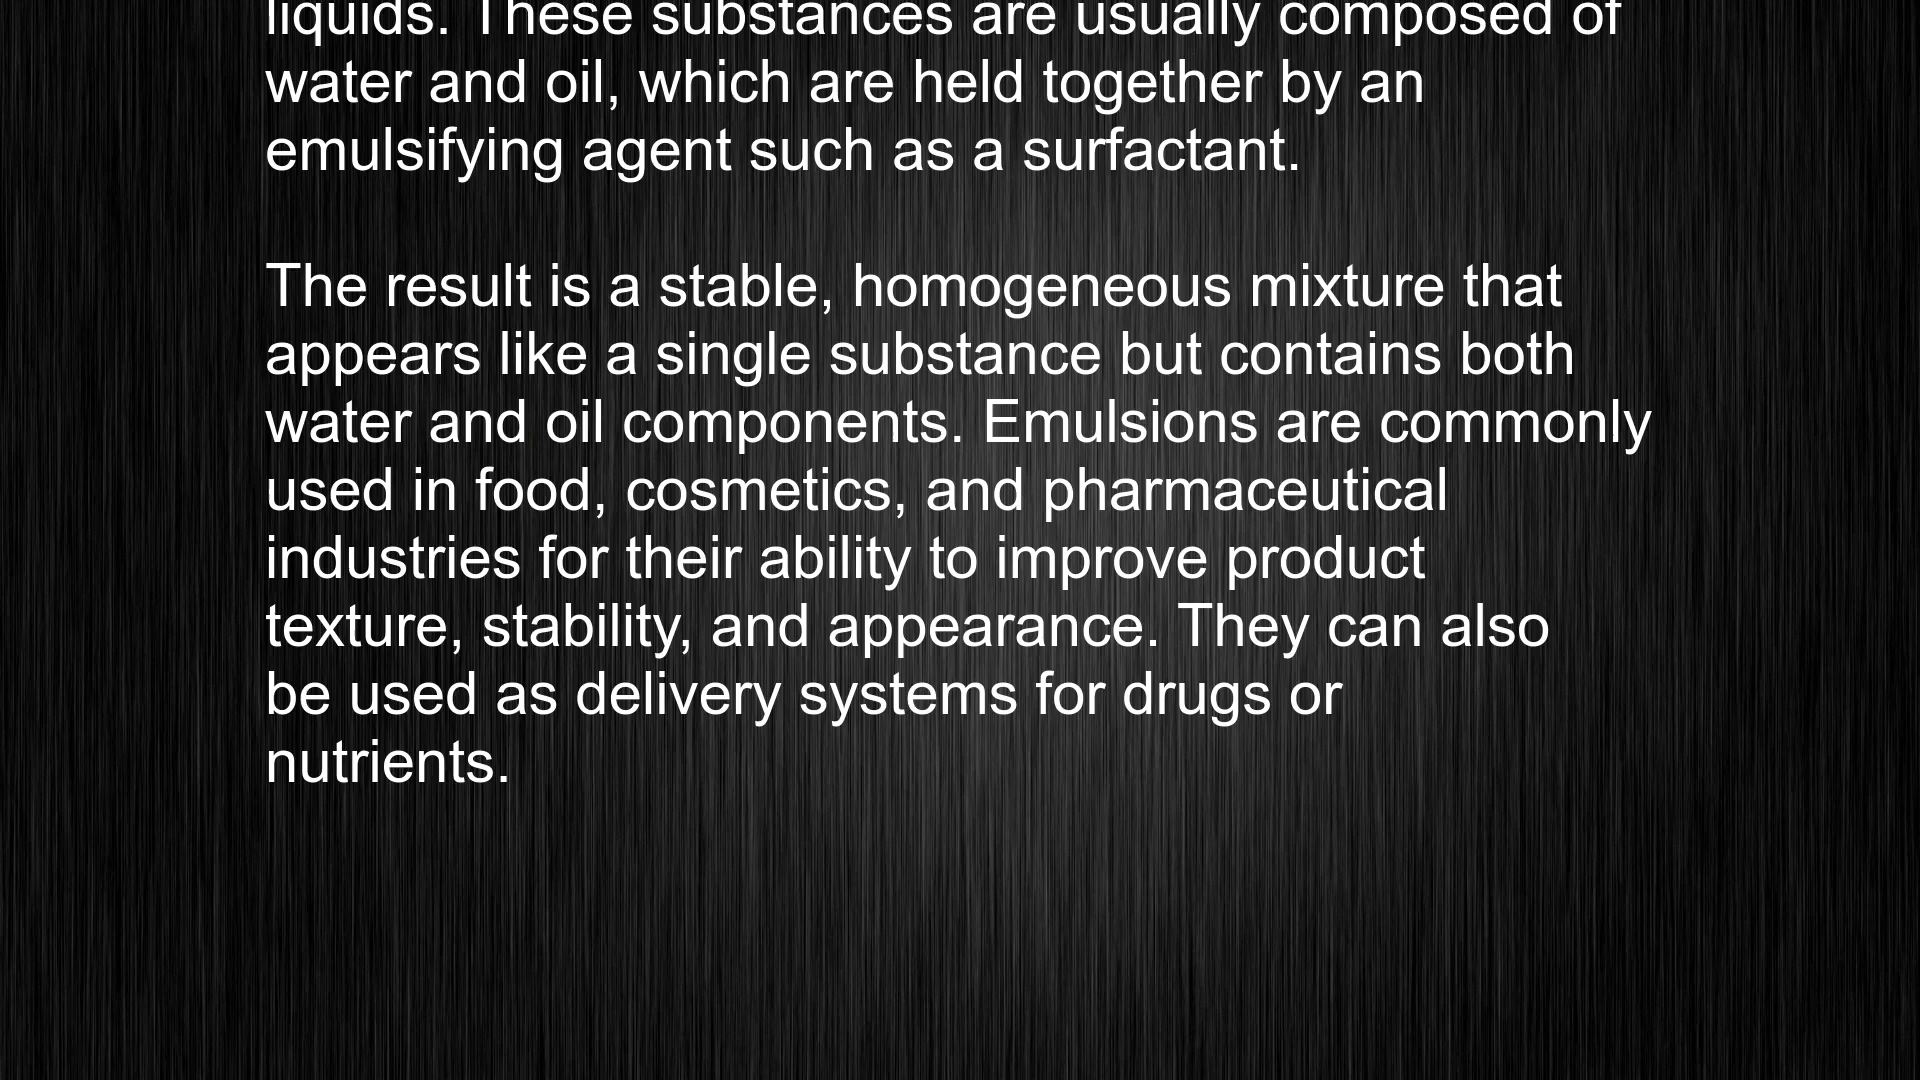 liquids. These substances are usually composed of
water and oil, which are held together by an
emulsifying agent such as a surfactant.
The result is a stable, homogeneous mixture that
appears like a single substance but contains both
water and oil components. Emulsions are commonly
used in food, cosmetics, and pharmaceutical
industries for their ability to improve product
texture, stability, and appearance. They can also
be used as delivery systems for drugs or
nutrients.